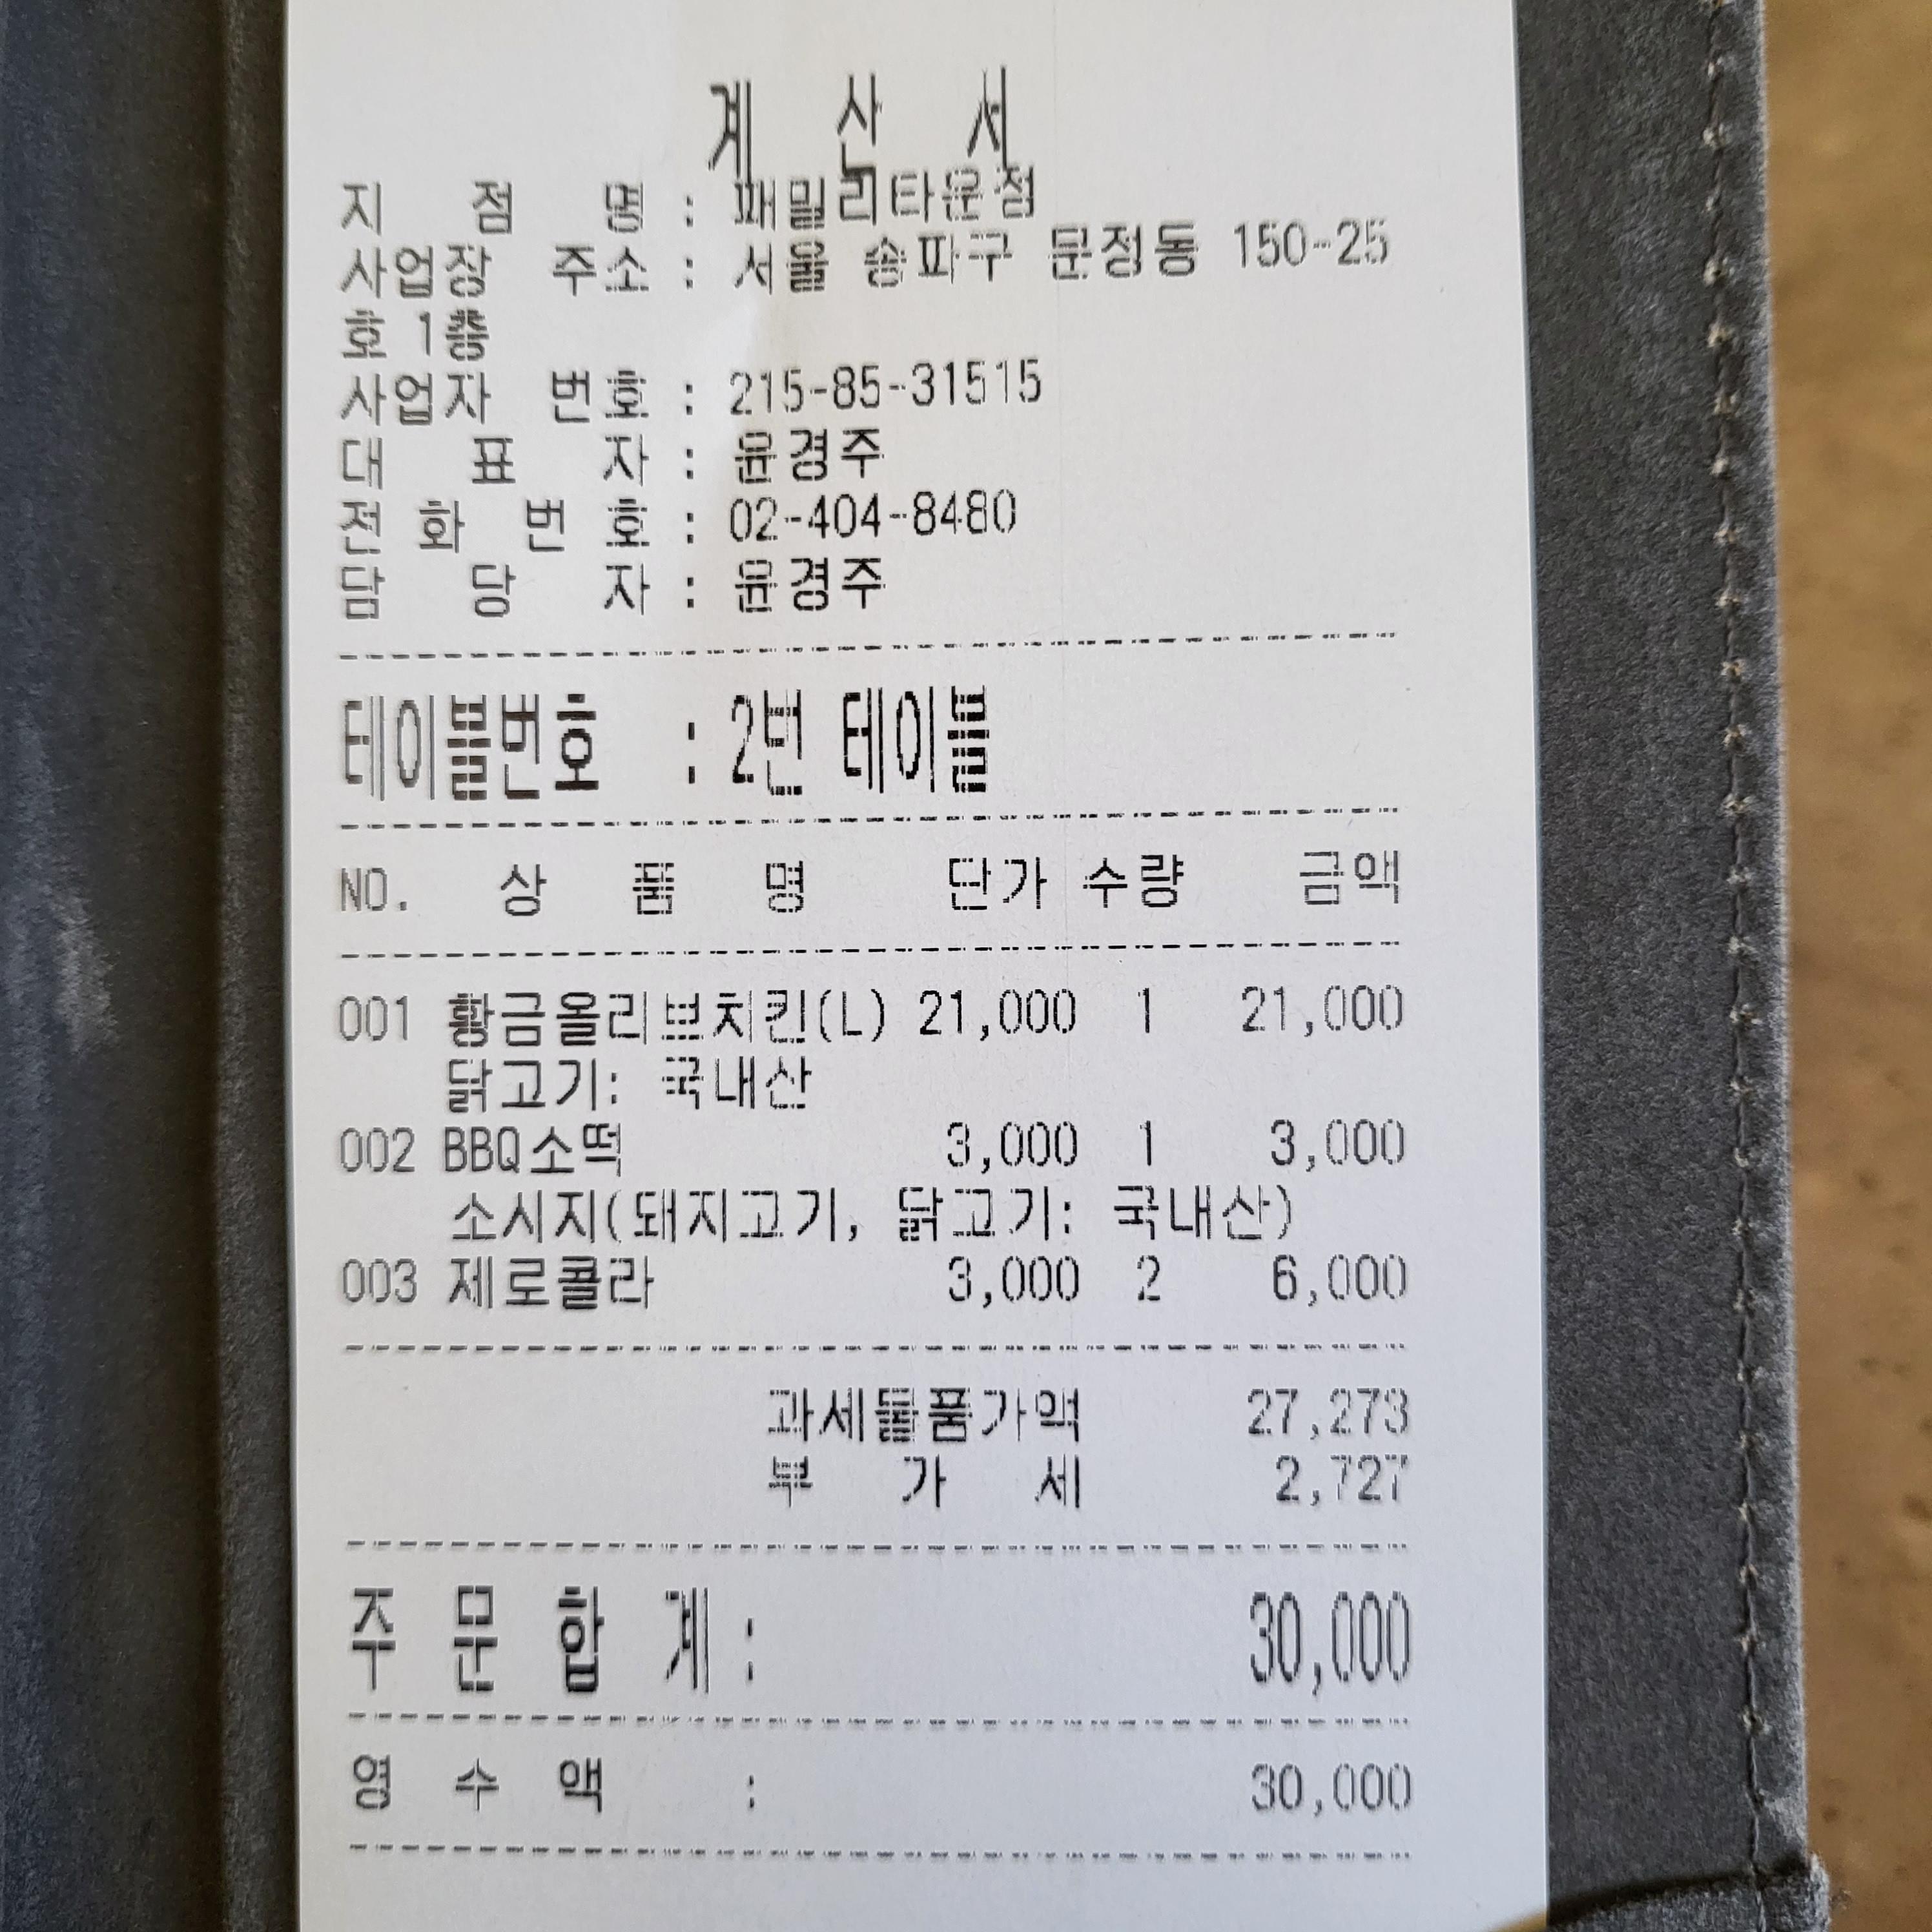 계 산 서
지 점 명 : 패밀리타운점
사업장 주소 : 서울 송파구 문정동 150-25
호 1층
사업자 번호 : 215-85-31515
대 표 자 : 윤경주
전 화 번 호 : 02-404-8480
담 당 자 : 윤경주
테이블번호 : 2번 테이블
NO. 상 품 명 단가 수량 금액
001 황금올리브치킨(L) 21,000 1 21,000
닭고기: 국내산
002 BBQ소떡 3,000 1 3,000
소시지(돼지고기, 닭고기: 국내산)
003 제로콜라 3,000 2 6,000
과세물품가액 27,273
부 가 세 2,727
주 문 합 계 : 30,000
영 수 액 : 30,000